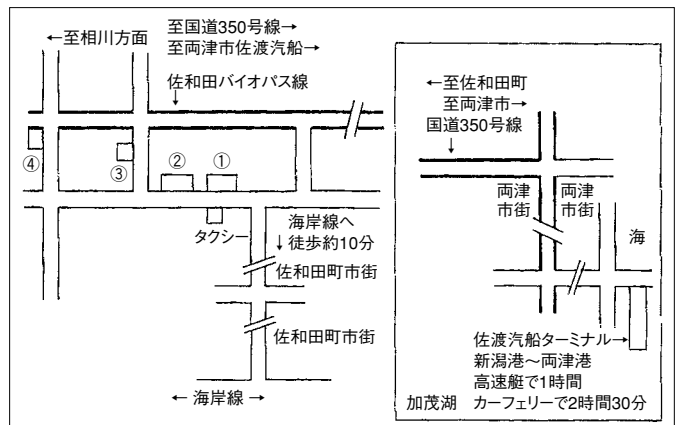 至国道350号線→
←至相川方面
至両津市佐渡汽船→
佐和田バイオパス線
↓
④
③
②
①
タクシー
海岸線へ
↓徒歩約10分
佐和田町市街
佐和田町市街
← 海岸線 →
←至佐和田町
至両津市→
国道350号線
↓
両津
市街
両津
市街
海
佐渡汽船ターミナル→
新潟港〜両津港
高速艇で1時間
加茂湖 カーフェリーで2時間30分